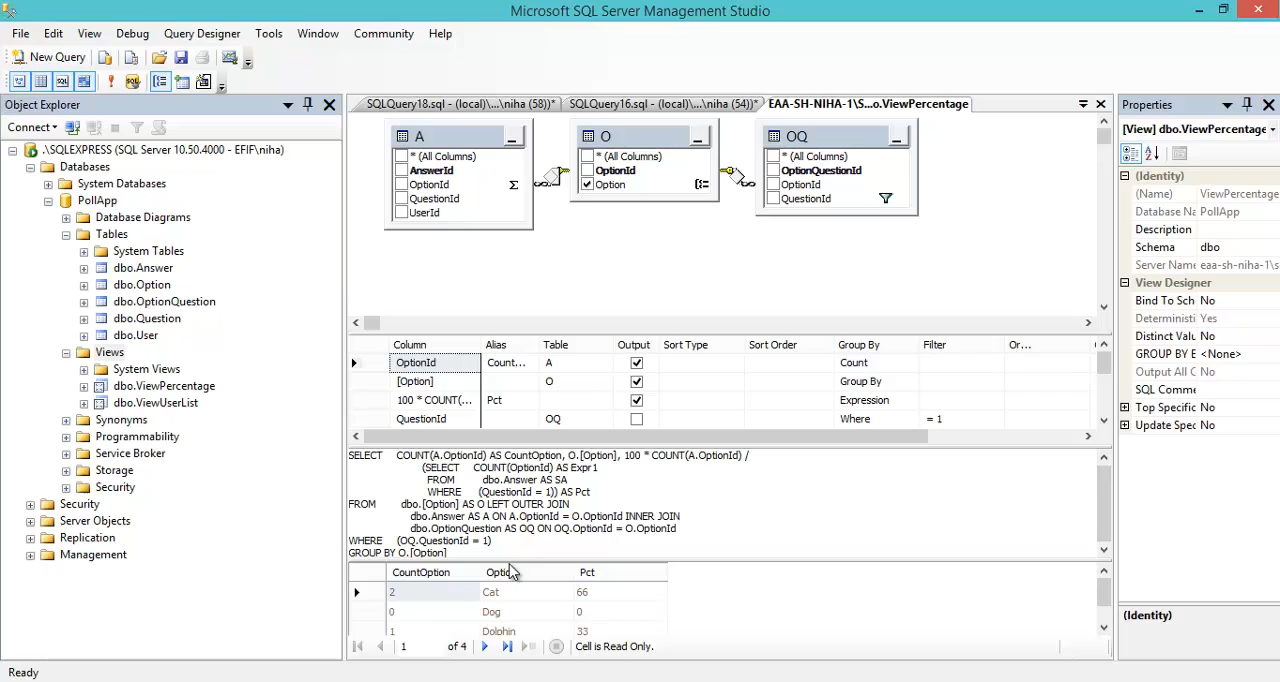 Microsoft SQL Server Management Studio
File Edit View Debug Query Designer Tools Window Community Help
New Query
SQL
Object Explorer
SQLQuery18.sql - (local)\...\niha (58))*
SQLQuery16.sql - (local)\...\niha (54))*
EAA-SH-NIHA-1\S...o.ViewPercentage
Properties
Connect
.\SQLEXPRESS (SQL Server 10.50.4000 - EFIF\niha)
Databases
System Databases
PollApp
Database Diagrams
Tables
System Tables
dbo.Answer
dbo.Option
dbo.OptionQuestion
dbo.Question
dbo.User
Views
System Views
dbo.ViewPercentage
dbo.ViewUserList
Synonyms
Programmability
Service Broker
Storage
Security
Security
Server Objects
Replication
Management
A
* (All Columns)
AnswerId
OptionId
QuestionId
UserId
O
* (All Columns)
OptionId
Option
OQ
* (All Columns)
OptionQuestionId
OptionId
QuestionId
Column Alias Table Output Sort Type Sort Order Group By Filter Or...
OptionId Count... A Count
[Option] O Group By
100 * COUNT(... Pct Expression
QuestionId OQ Where = 1
SELECT COUNT(A.OptionId) AS CountOption, O.[Option], 100 * COUNT(A.OptionId) /
(SELECT COUNT(OptionId) AS Expr1
FROM dbo.Answer AS SA
WHERE (QuestionId = 1)) AS Pct
FROM dbo.[Option] AS O LEFT OUTER JOIN
dbo.Answer AS A ON A.OptionId = O.OptionId INNER JOIN
dbo.OptionQuestion AS OQ ON OQ.OptionId = O.OptionId
WHERE (OQ.QuestionId = 1)
GROUP BY O.[Option]
CountOption Pct
2 Cat 66
0 Dog 0
1 Dolphin 33
1 of 4 Cell is Read Only.
[View] dbo.ViewPercentage
(Identity)
(Name) ViewPercentage
Database Na PollApp
Description
Schema dbo
Server Name eaa-sh-niha-1\s
View Designer
Bind To Sch No
Deterministi Yes
Distinct Valu No
GROUP BY E <None>
Output All C No
SQL Comme
Top Specific No
Update Spec No
(Identity)
Ready